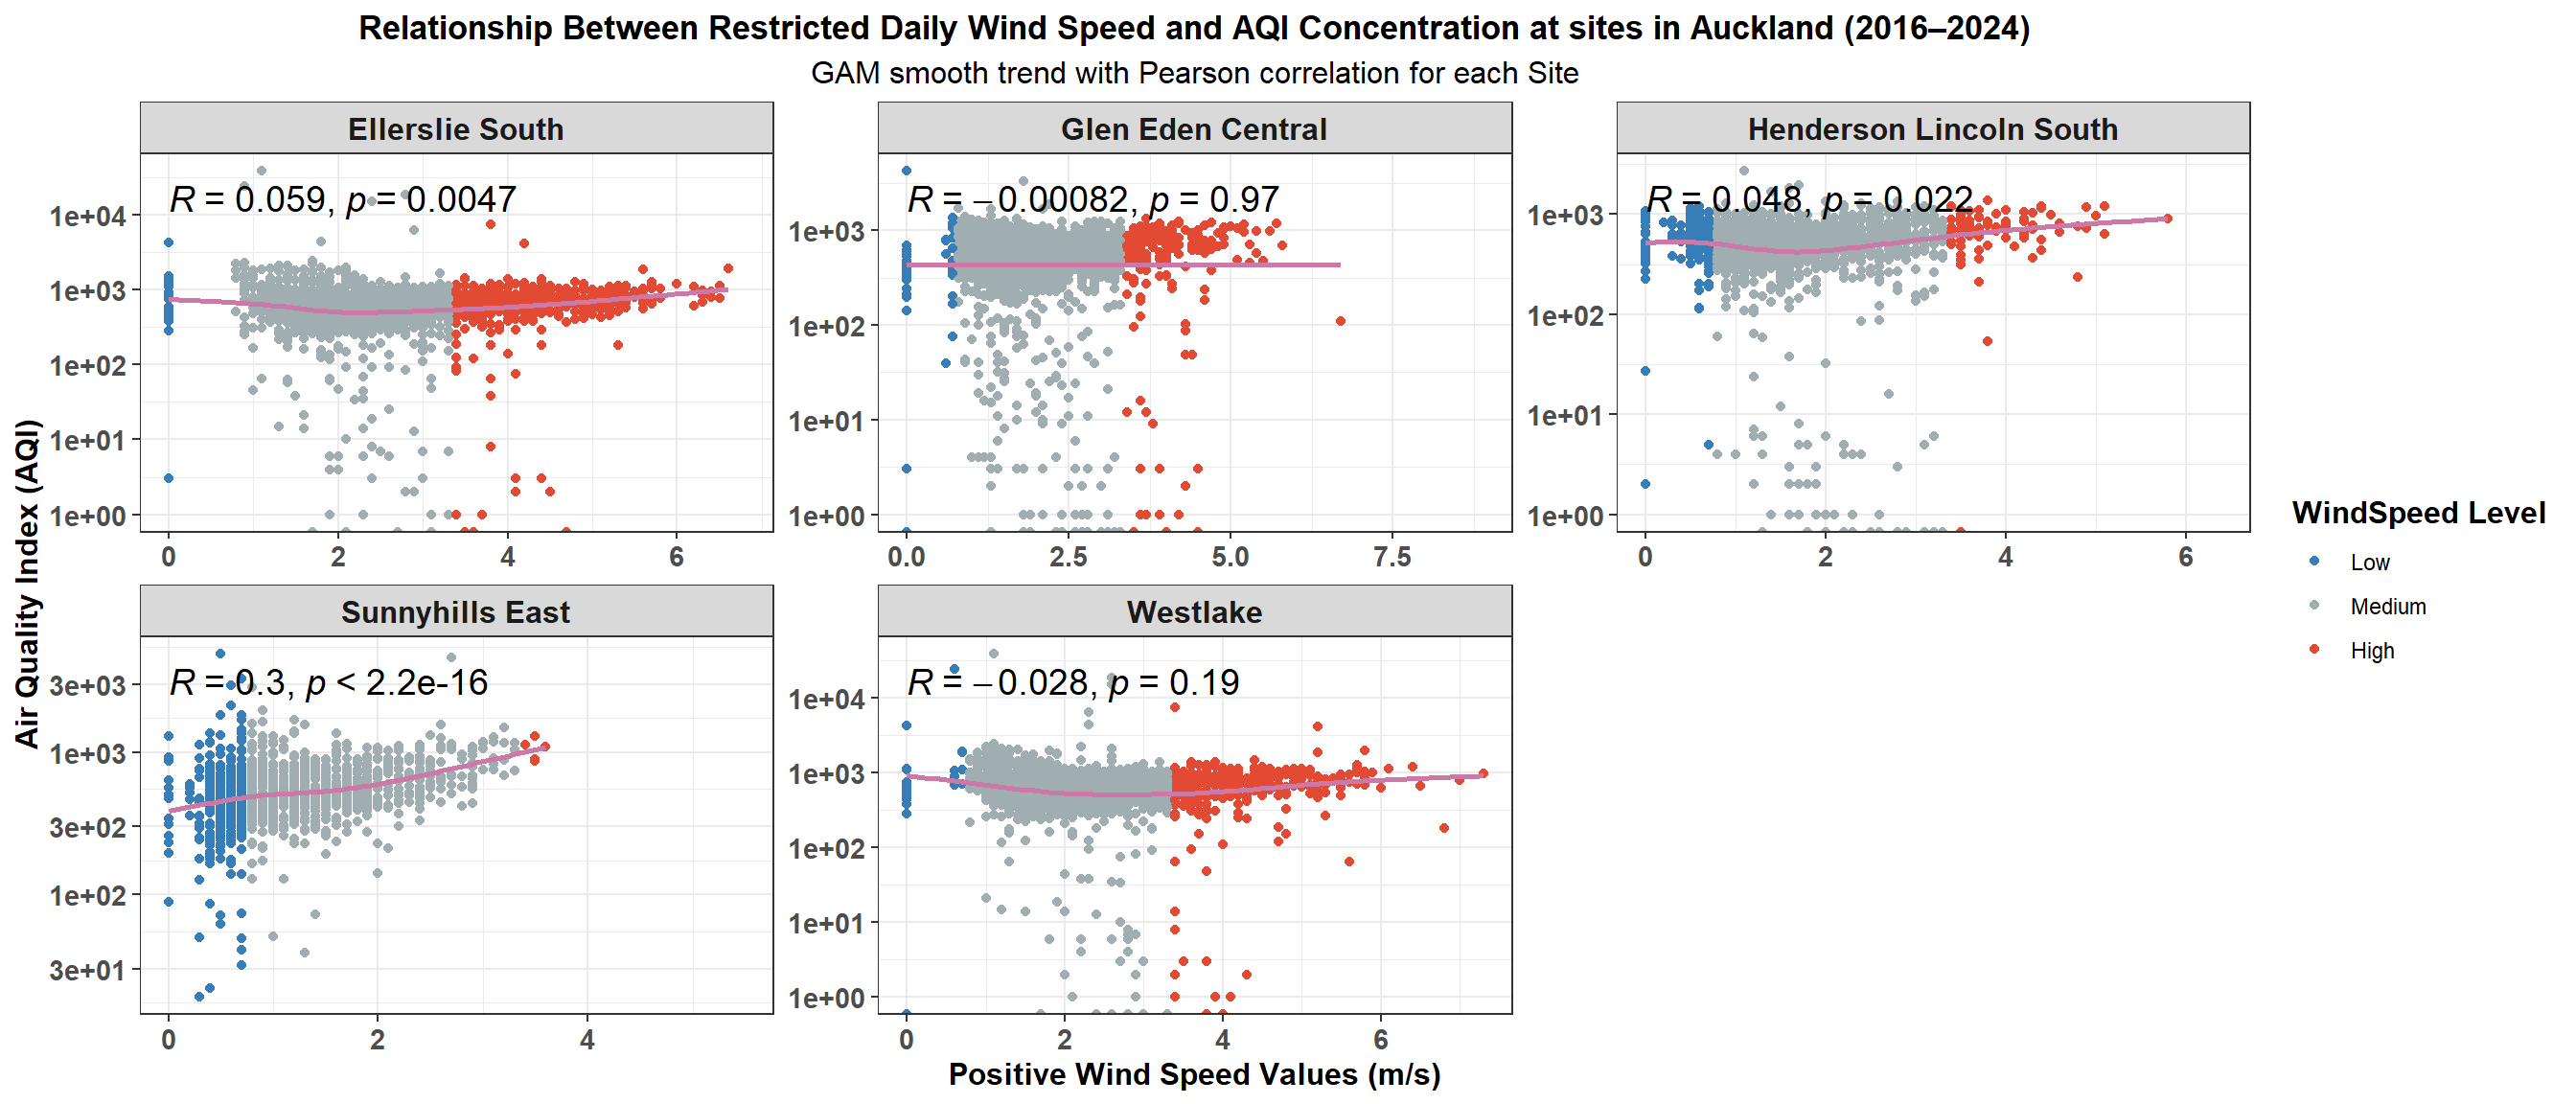 Relationship Between Restricted Daily Wind Speed and AQI Concentration at sites in Auckland (2016–2024)
GAM smooth trend with Pearson correlation for each Site
Air Quality Index (AQI)
Ellerslie South
R = 0.059, p = 0.0047
1e+04
1e+03
1e+02
1e+01
1e+00
0 2 4 6
Glen Eden Central
R = −0.00082, p = 0.97
1e+03
1e+02
1e+01
1e+00
0.0 2.5 5.0 7.5
Henderson Lincoln South
R = 0.048, p = 0.022
1e+03
1e+02
1e+01
1e+00
0 2 4 6
Sunnyhills East
R = 0.3, p < 2.2e-16
3e+03
1e+03
3e+02
1e+02
3e+01
0 2 4
Westlake
R = −0.028, p = 0.19
1e+04
1e+03
1e+02
1e+01
1e+00
0 2 4 6
Positive Wind Speed Values (m/s)
WindSpeed Level
Low
Medium
High